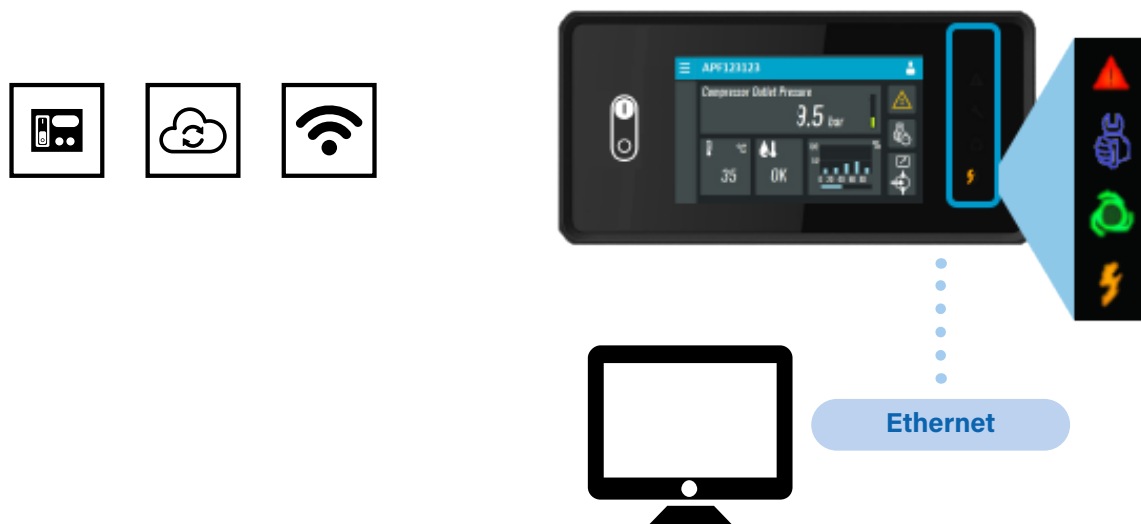 APF123123
Compressor Outlet Pressure
9.5 bar
°C
%
35
OK
Ethernet